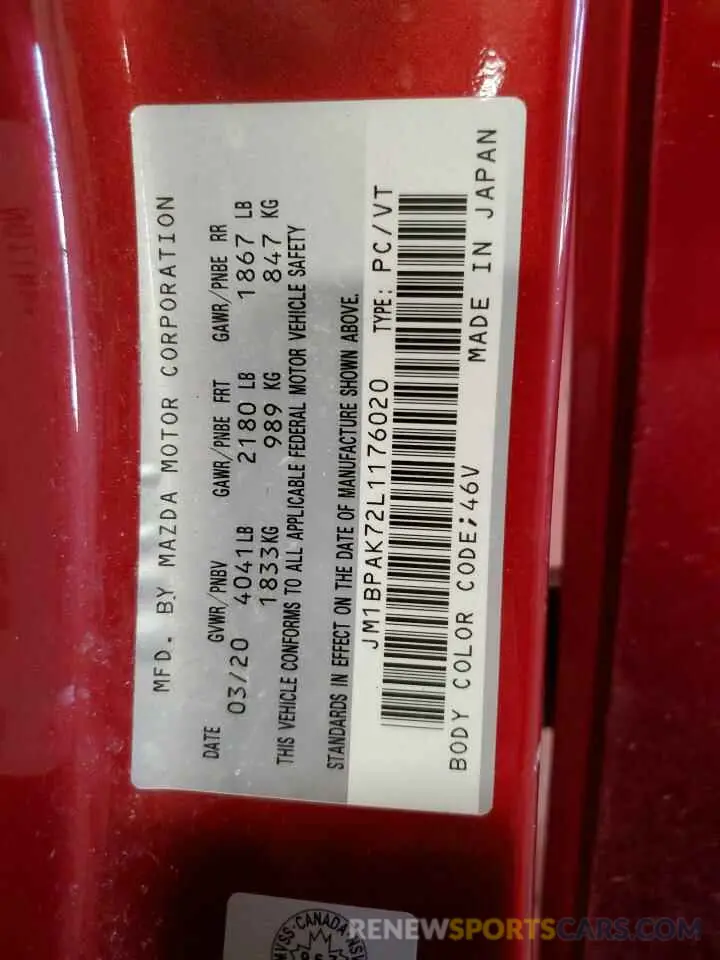 MFD. BY MAZDA MOTOR CORPORATION
DATE GVWR/PNBV GAWR/PNBE FRT GAWR/PNBE RR
03/20 4041LB 2180 LB 1867 LB
1833KG 989 KG 847 KG
THIS VEHICLE CONFORMS TO ALL APPLICABLE FEDERAL MOTOR VEHICLE SAFETY
STANDARDS IN EFFECT ON THE DATE OF MANUFACTURE SHOWN ABOVE.
JM1BPAK72L1176020 TYPE: PC/VT
BODY COLOR CODE;46V MADE IN JAPAN
CANADA
RENEWSPORTSCARS.COM